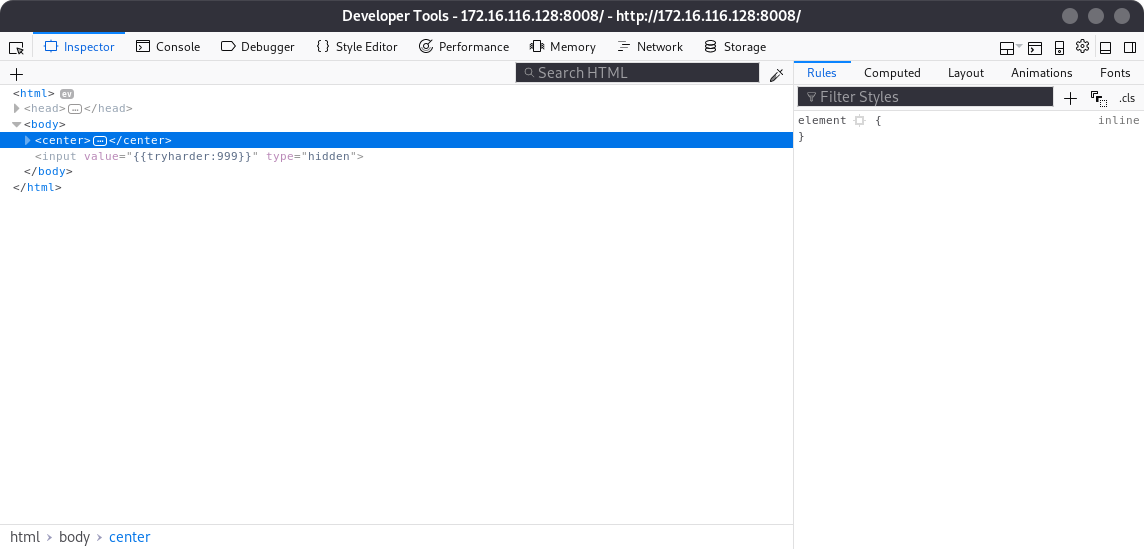 Developer Tools - 172.16.116.128:8008/ - http://172.16.116.128:8008/
Inspector Console Debugger {} Style Editor Performance Memory Network Storage
+ Search HTML
Rules Computed Layout Animations Fonts
Filter Styles + .cls
<html> ev
<head>…</head>
<body>
<center>…</center>
<input value="{{tryharder:999}}" type="hidden">
</body>
</html>
element { inline
}
html › body › center